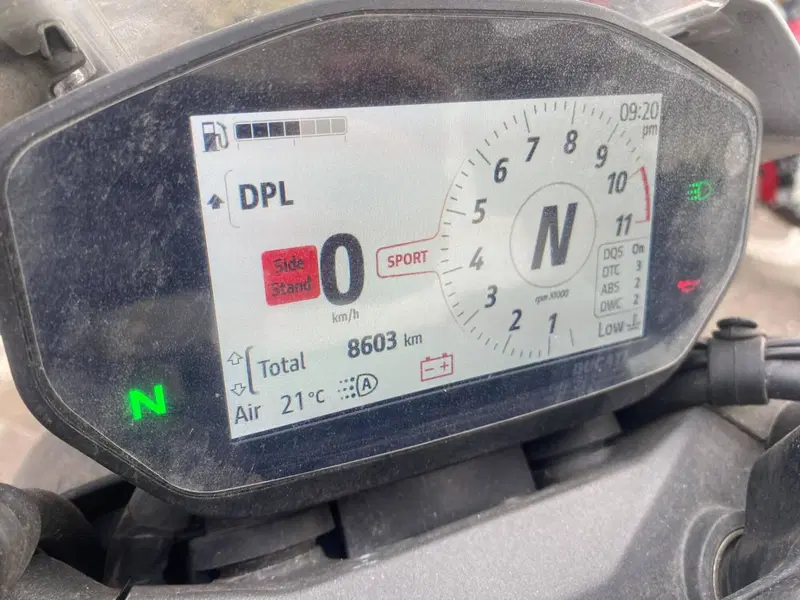 09:20
pm
DPL
Side
Stand
0
km/h
SPORT
N
rpm X1000
1
2
3
4
5
6
7
8
9
10
11
DQS On
DTC 3
ABS 2
DWC 2
Low
Total 8603 km
Air 21°C A
- +
N
DUCATI